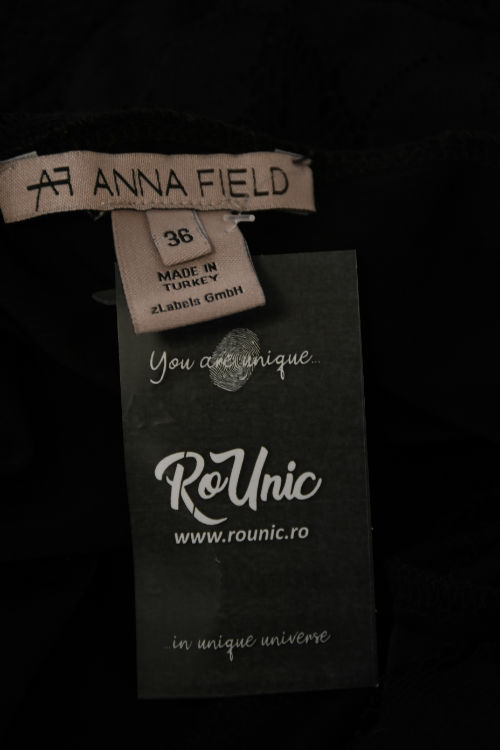 AF ANNA FIELD
36
MADE IN
TURKEY
zLabels GmbH
You are unique...
RoUnic
www.rounic.ro
...in unique universe